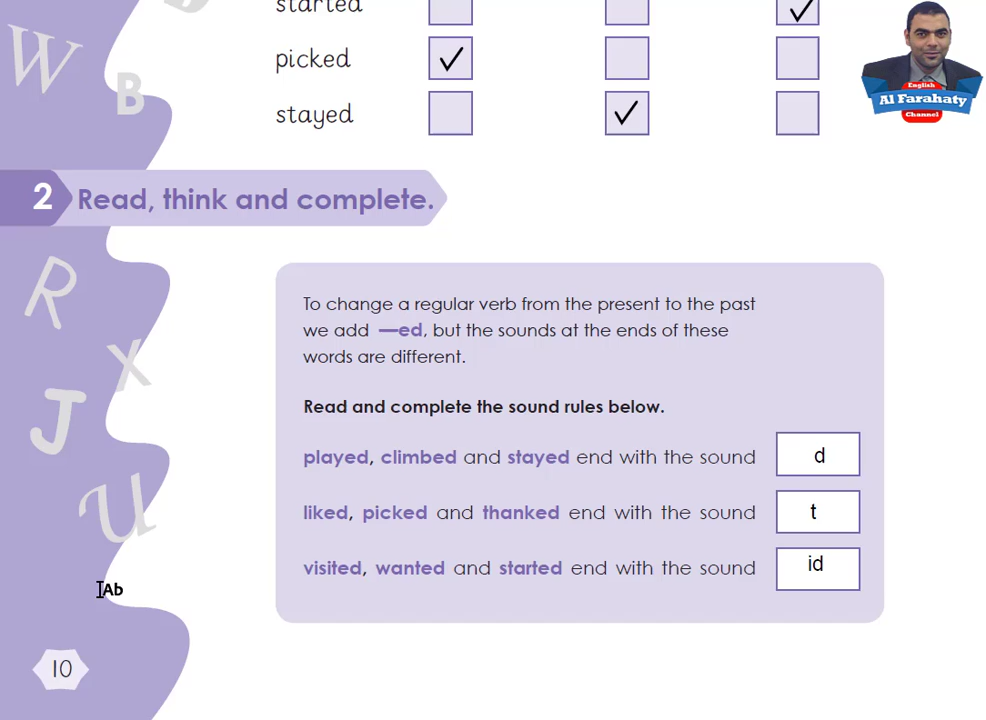 started
picked
stayed
English
Al Farahaty
Channel
W
B
2 Read, think and complete.
To change a regular verb from the present to the past
we add —ed, but the sounds at the ends of these
words are different.
Read and complete the sound rules below.
played, climbed and stayed end with the sound d
liked, picked and thanked end with the sound t
visited, wanted and started end with the sound id
R
X
J
U
Ab
10